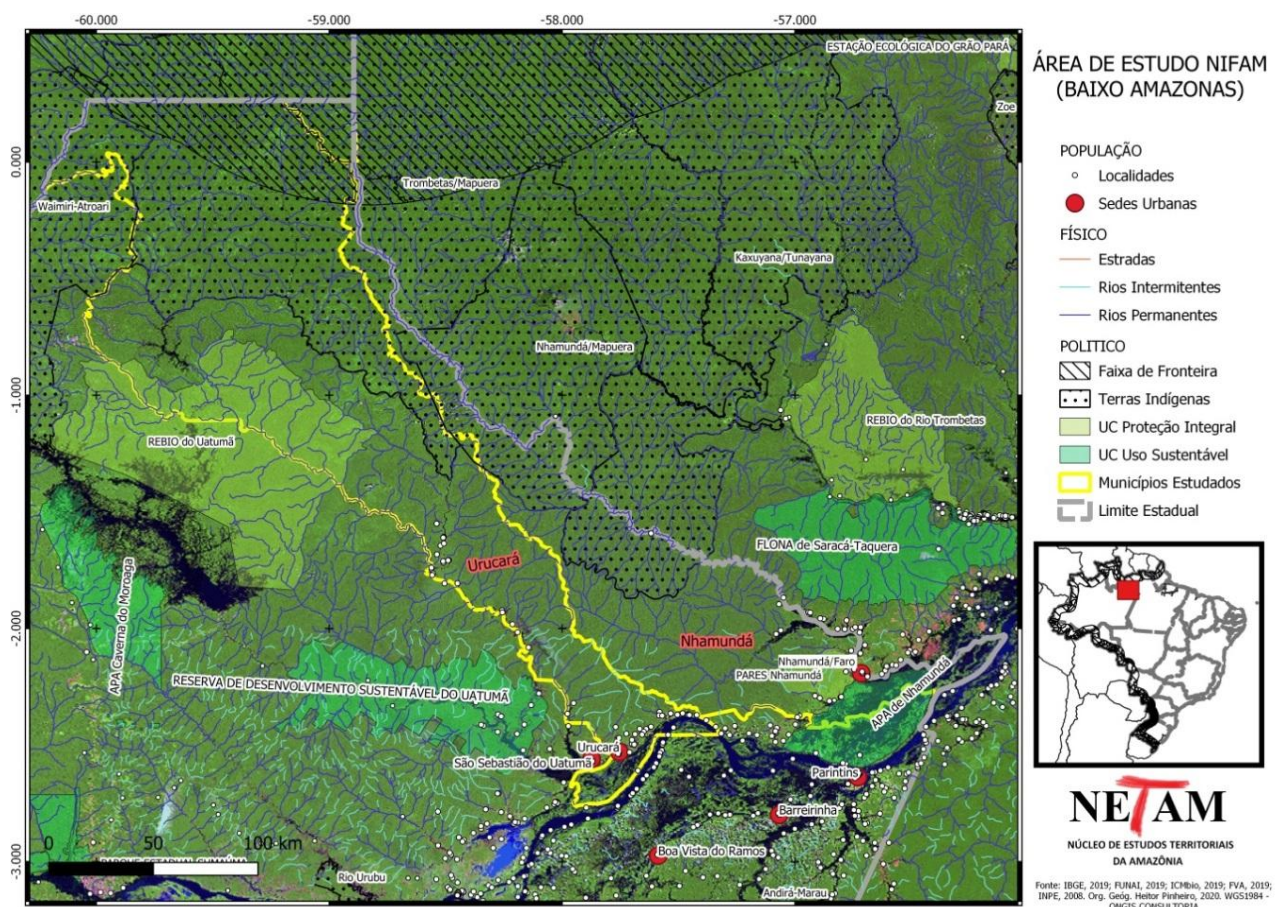 -60.000 -59.000 -58.000 -57.000
ESTAÇÃO ECOLÓGICA DO GRÃO PARÁ
Zoe
0.000
Trombetas/Mapuera
Waimiri-Atroari
Kaxuyana/Tunayana
Nhamundá/Mapuera
-1.0000
REBIO do Rio Trombetas
REBIO do Uatumã
FLONA de Saracá-Taquera
Urucará
APA Caverna do Moroaga
-2.000
Nhamundá
Nhamundá/Faro
PARES Nhamundá
RESERVA DE DESENVOLVIMENTO SUSTENTÁVEL DO UATUMÃ
APA de Nhamundá
Urucará
São Sebastião do Uatumã
Parintins
Barreirinha
0 50 100 km
Boa Vista do Ramos
-3.000
Rio Urubu
Andirá-Marau
ÁREA DE ESTUDO NIFAM
(BAIXO AMAZONAS)
POPULAÇÃO
Localidades
Sedes Urbanas
FÍSICO
Estradas
Rios Intermitentes
Rios Permanentes
POLITICO
Faixa de Fronteira
Terras Indígenas
UC Proteção Integral
UC Uso Sustentável
Municípios Estudados
Limite Estadual
NETAM
NÚCLEO DE ESTUDOS TERRITORIAIS
DA AMAZÔNIA
Fonte: IBGE, 2019; FUNAI, 2019; ICMbio, 2019; FVA, 2019;
INPE, 2008. Org. Geóg. Heitor Pinheiro, 2020. WGS1984 -